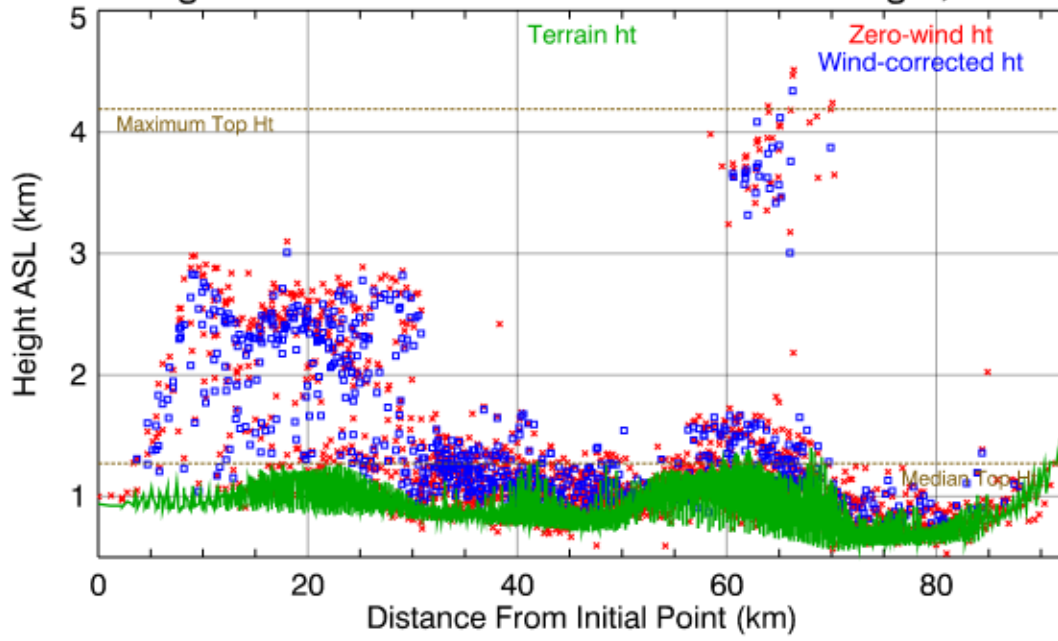 5
Terrain ht
Zero-wind ht
Wind-corrected ht
Maximum Top Ht
4
3
2
Median Top Ht
1
Height ASL (km)
0 20 40 60 80
Distance From Initial Point (km)